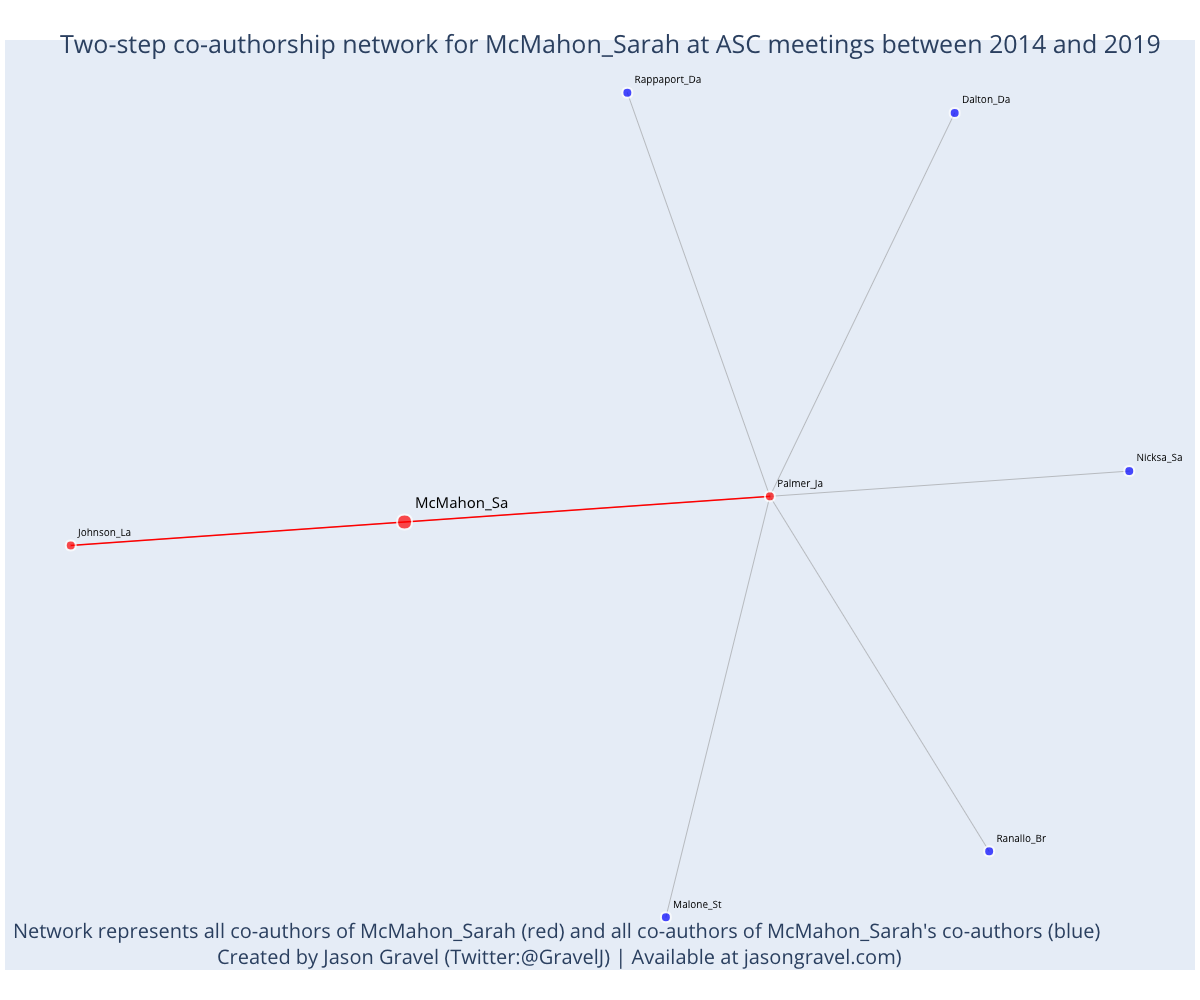 Two-step co-authorship network for McMahon_Sarah at ASC meetings between 2014 and 2019
Rappaport_Da
Dalton_Da
Nicksa_Sa
Palmer_Ja
McMahon_Sa
Johnson_La
Ranallo_Br
Malone_St
Network represents all co-authors of McMahon_Sarah (red) and all co-authors of McMahon_Sarah's co-authors (blue)
Created by Jason Gravel (Twitter:@GravelJ) | Available at jasongravel.com)